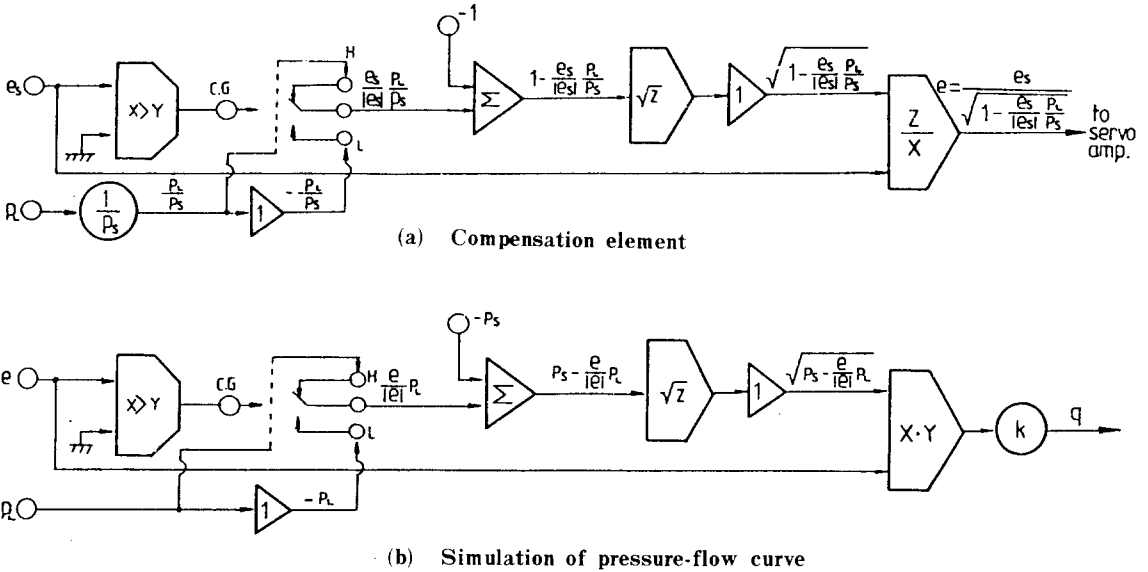 -1
H
e_s
X>Y
C.G
e_s/|e_s| P_L/P_s
Σ
1 - e_s/|e_s| P_L/P_s
√Z
1
√(1 - e_s/|e_s| P_L/P_s)
Z/X
e = e_s/√(1 - e_s/|e_s| P_L/P_s)
to servo amp.
L
P_L
1/P_s
P_L/P_s
1
-P_L/P_s
(a) Compensation element
-P_s
e
X>Y
C.G
H
e/|e| P_L
Σ
P_s - e/|e| P_L
√Z
1
√(P_s - e/|e| P_L)
X·Y
k
q
L
P_L
1
-P_L
(b) Simulation of pressure-flow curve